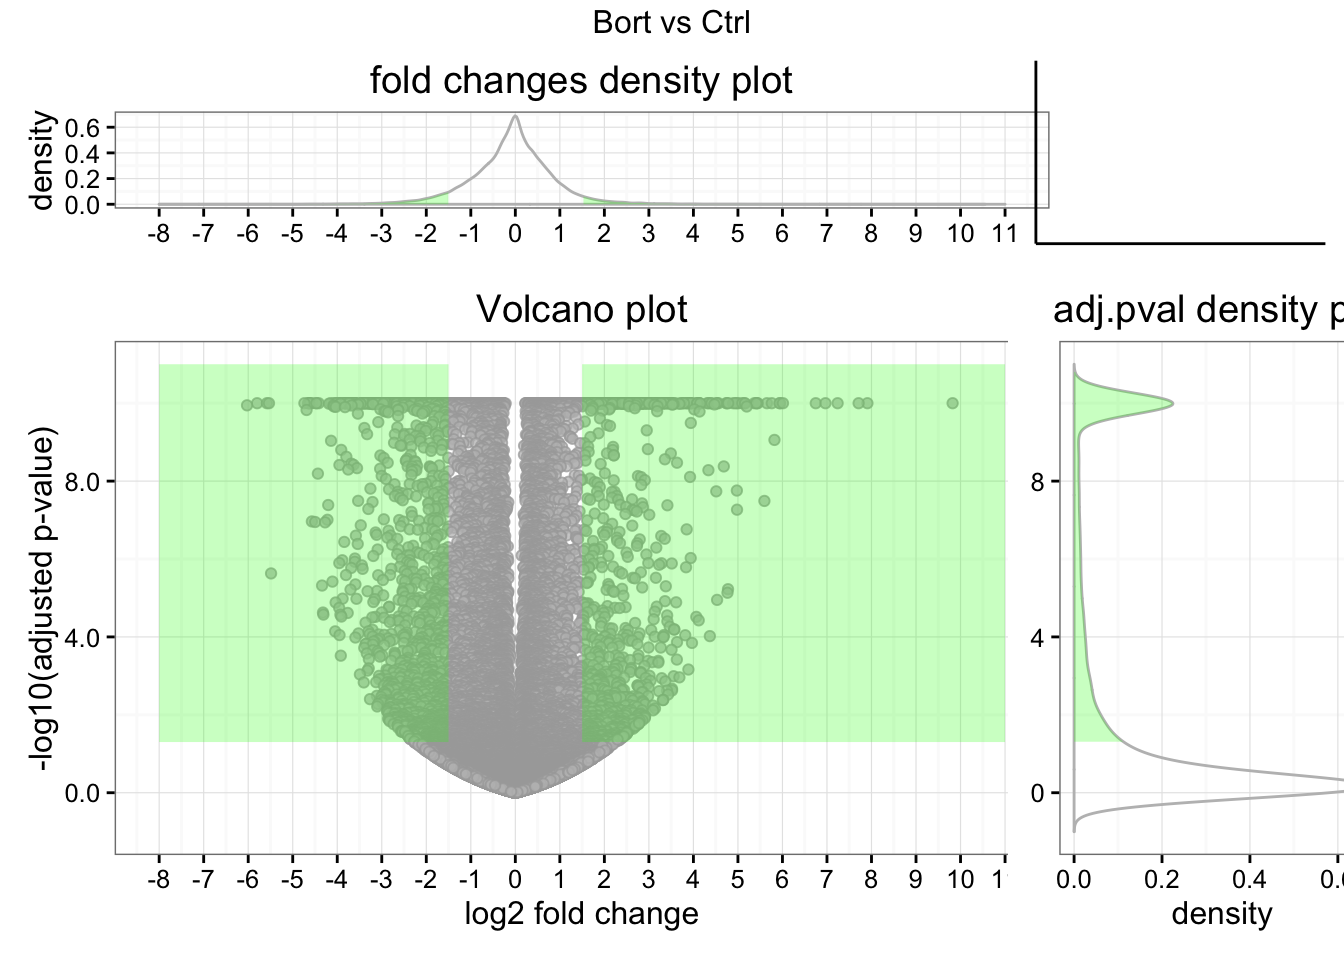 Bort vs Ctrl
fold changes density plot
density
0.6
0.4
0.2
0.0
-8 -7 -6 -5 -4 -3 -2 -1 0 1 2 3 4 5 6 7 8 9 10 11
Volcano plot
adj.pval density p
-log10(adjusted p-value)
8.0
4.0
0.0
-8 -7 -6 -5 -4 -3 -2 -1 0 1 2 3 4 5 6 7 8 9 10 1
log2 fold change
8
4
0
0.0 0.2 0.4 0.
density